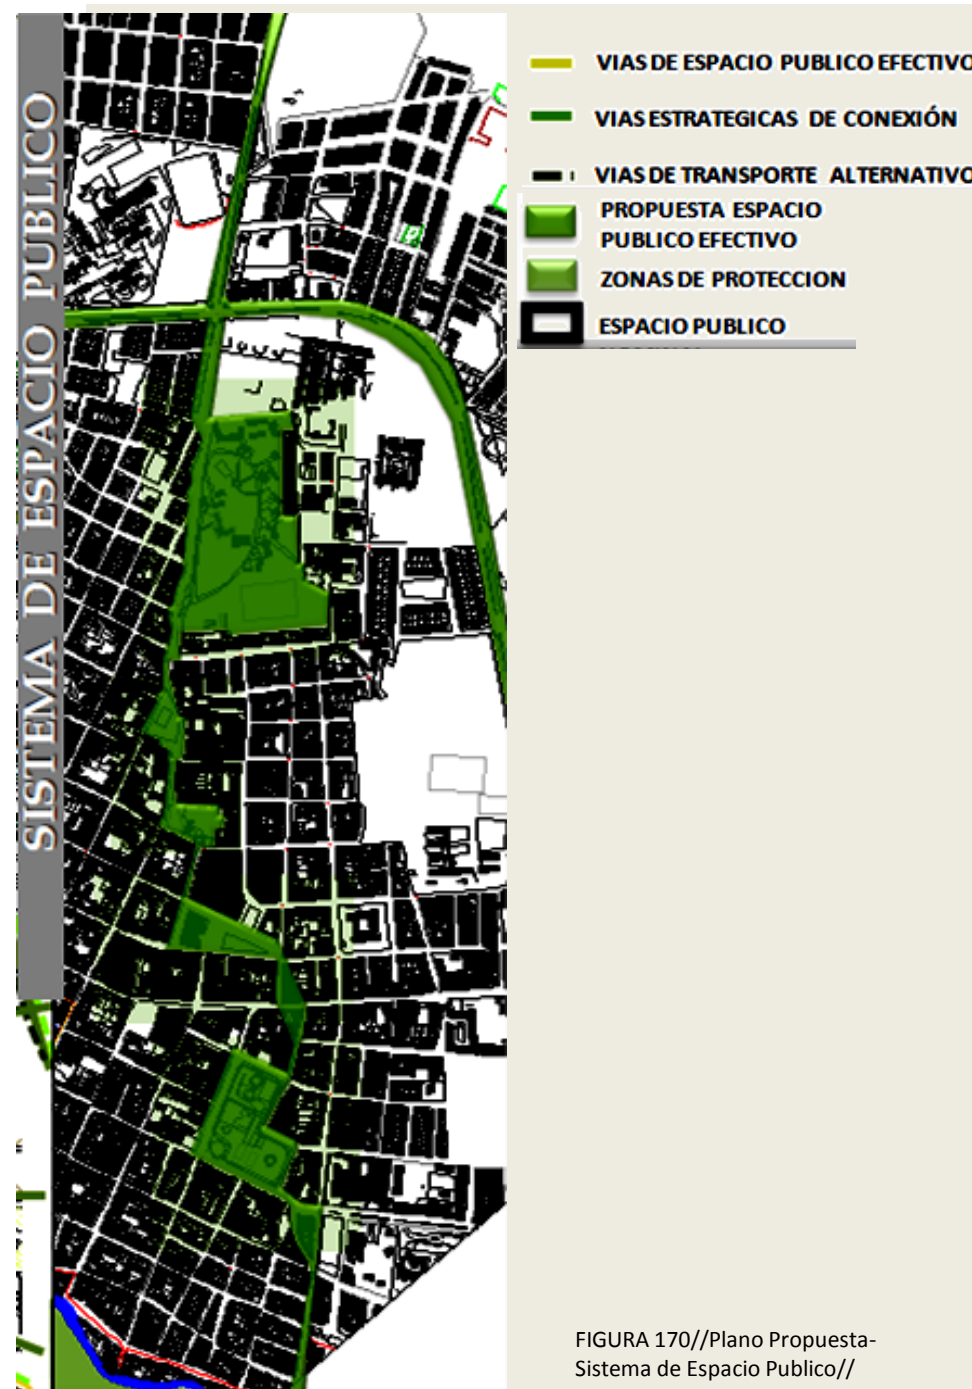 SISTEMA DE ESPACIO PUBLICO
VIAS DE ESPACIO PUBLICO EFECTIVO
VIAS ESTRATEGICAS DE CONEXIÓN
VIAS DE TRANSPORTE ALTERNATIVO
PROPUESTA ESPACIO
PUBLICO EFECTIVO
ZONAS DE PROTECCION
ESPACIO PUBLICO
FIGURA 170//Plano Propuesta-
Sistema de Espacio Publico//